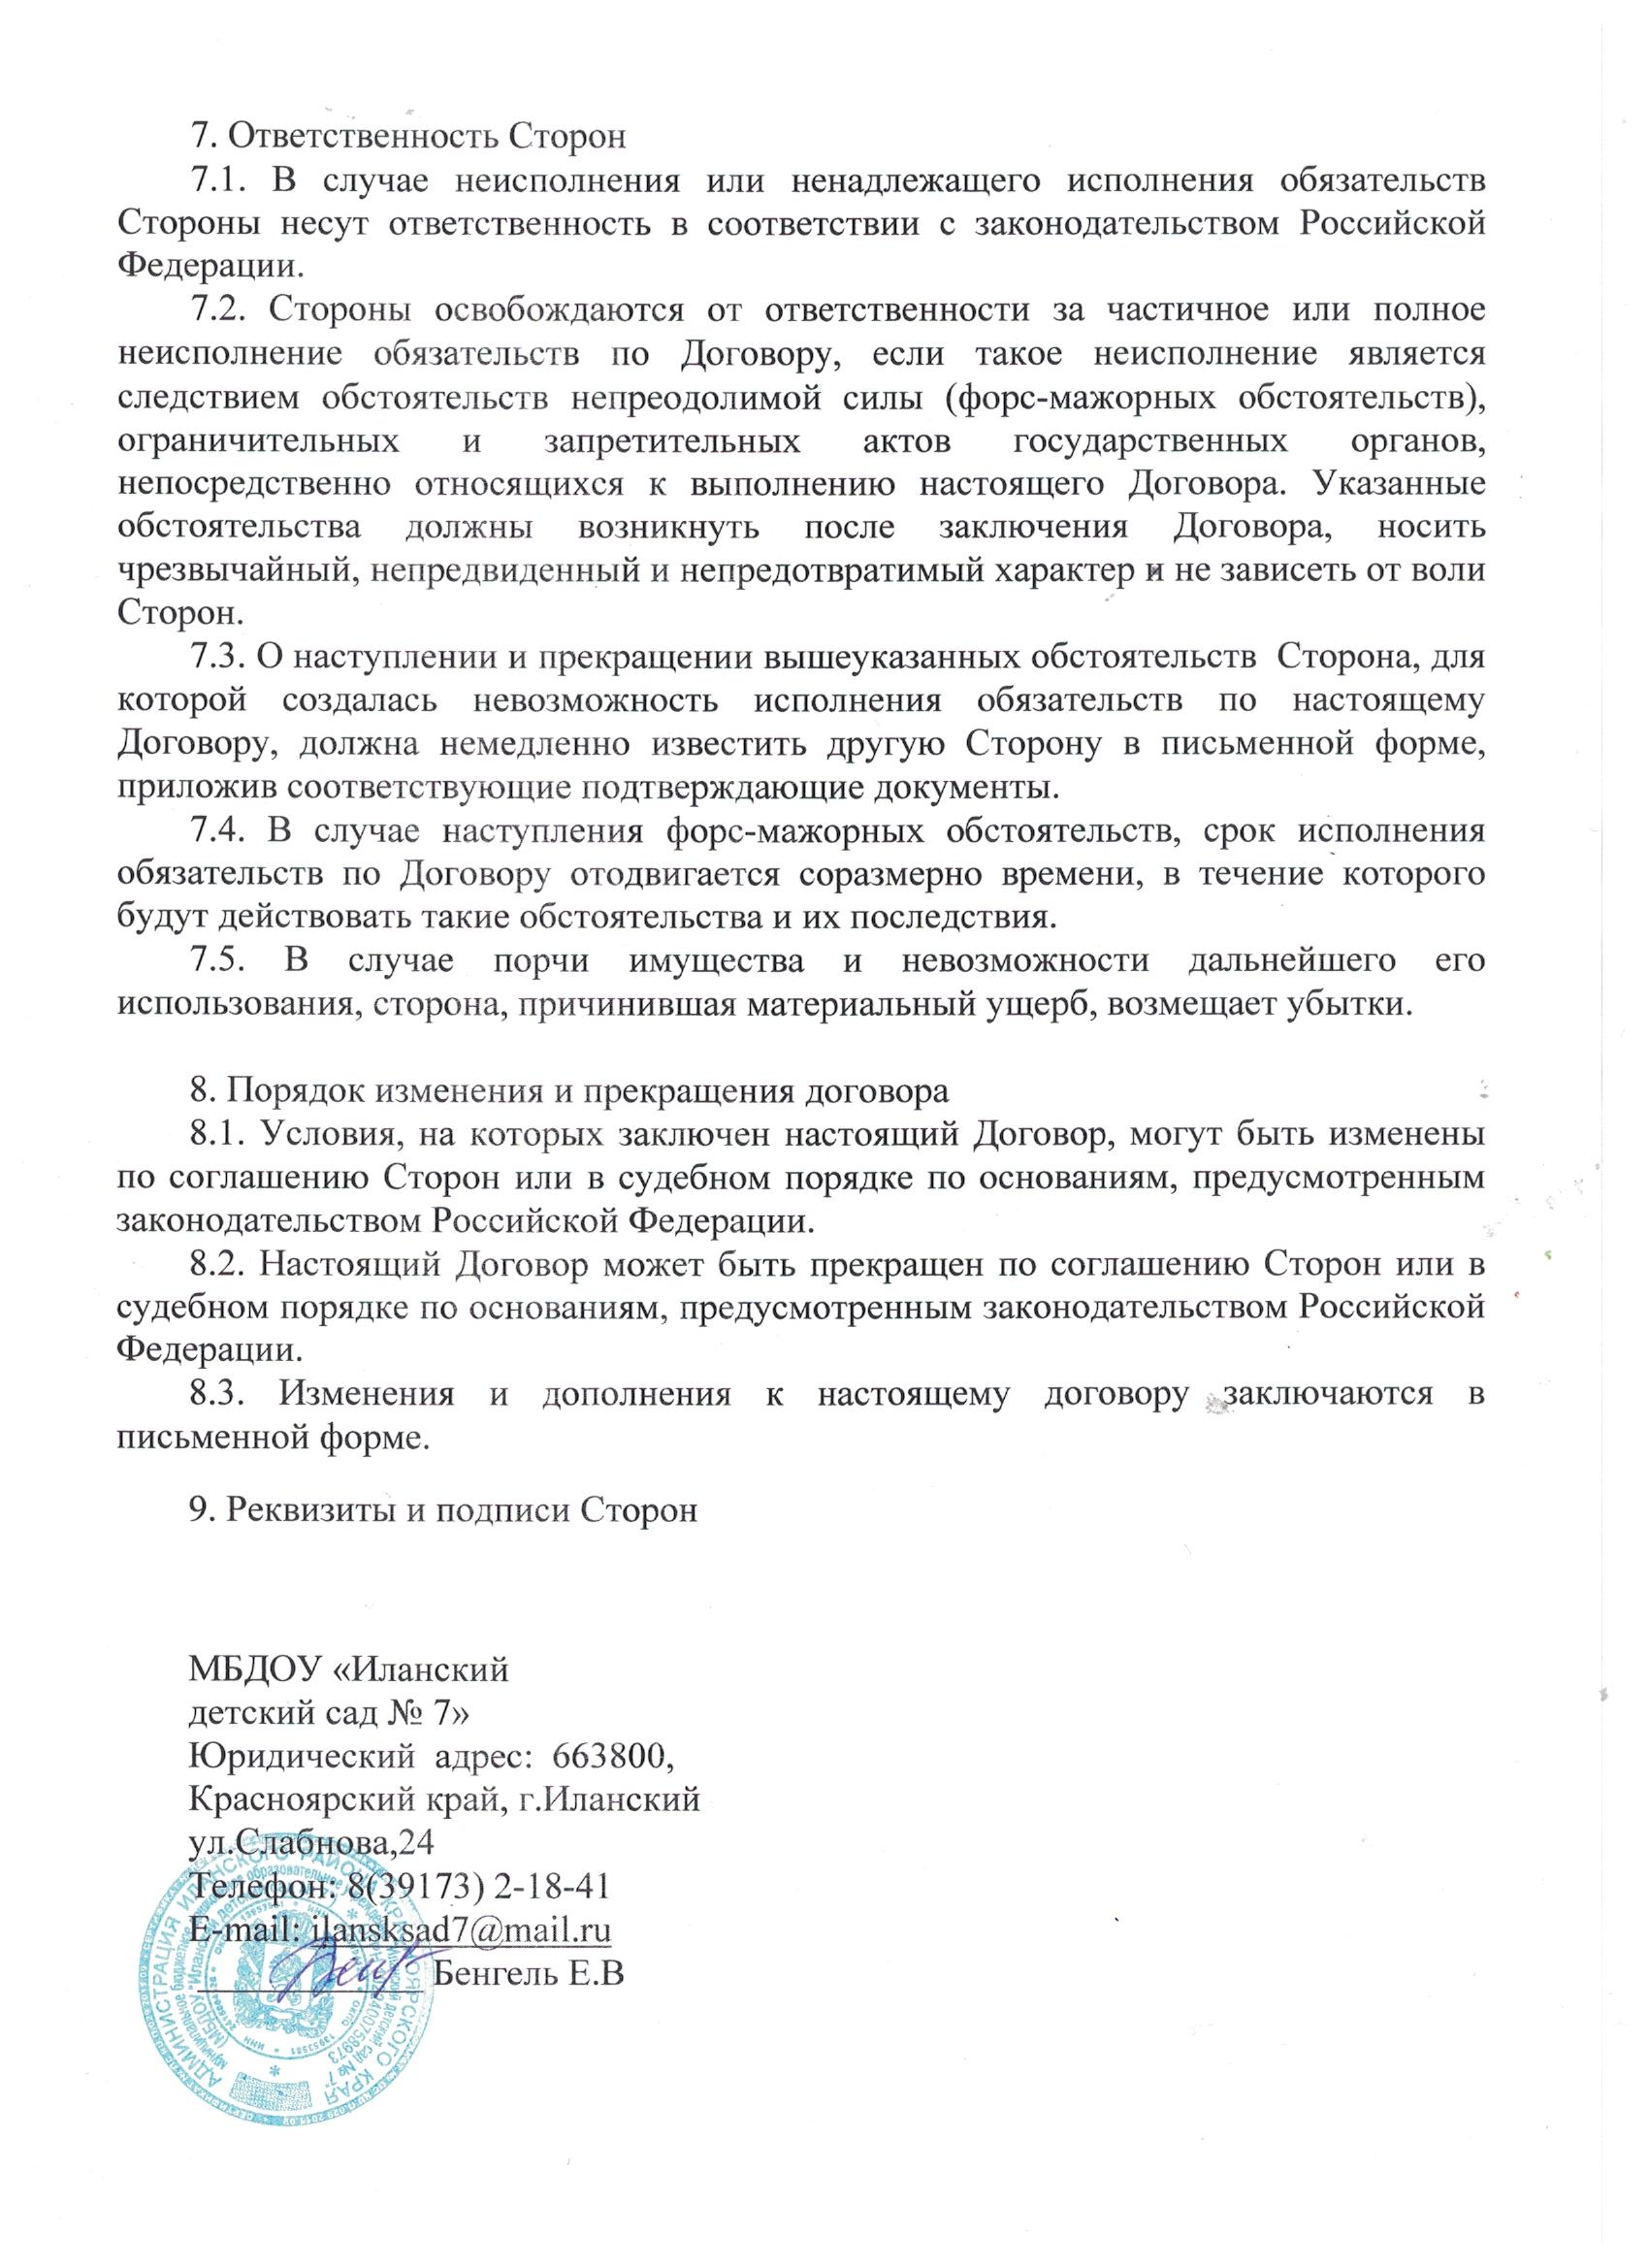 7. Ответственность Сторон
7.1. В случае неисполнения или ненадлежащего исполнения обязательств
Стороны несут ответственность в соответствии с законодательством Российской
Федерации.
7.2. Стороны освобождаются от ответственности за частичное или полное
неисполнение обязательств по Договору, если такое неисполнение является
следствием обстоятельств непреодолимой силы (форс-мажорных обстоятельств),
ограничительных и запретительных актов государственных органов,
непосредственно относящихся к выполнению настоящего Договора. Указанные
обстоятельства должны возникнуть после заключения Договора, носить
чрезвычайный, непредвиденный и непредотвратимый характер и не зависеть от воли
Сторон.
7.3. О наступлении и прекращении вышеуказанных обстоятельств Сторона, для
которой создалась невозможность исполнения обязательств по настоящему
Договору, должна немедленно известить другую Сторону в письменной форме,
приложив соответствующие подтверждающие документы.
7.4. В случае наступления форс-мажорных обстоятельств, срок исполнения
обязательств по Договору отодвигается соразмерно времени, в течение которого
будут действовать такие обстоятельства и их последствия.
7.5. В случае порчи имущества и невозможности дальнейшего его
использования, сторона, причинившая материальный ущерб, возмещает убытки.
8. Порядок изменения и прекращения договора
8.1. Условия, на которых заключен настоящий Договор, могут быть изменены
по соглашению Сторон или в судебном порядке по основаниям, предусмотренным
законодательством Российской Федерации.
8.2. Настоящий Договор может быть прекращен по соглашению Сторон или в
судебном порядке по основаниям, предусмотренным законодательством Российской
Федерации.
8.3. Изменения и дополнения к настоящему договору заключаются в
письменной форме.
9. Реквизиты и подписи Сторон
МБДОУ «Иланский
детский сад № 7»
Юридический адрес: 663800,
Красноярский край, г.Иланский
ул.Слабнова,24
Телефон: 8(39173) 2-18-41
E-mail: ilansksad7@mail.ru
Бенгель Е.В
АДМИНИСТРАЦИЯ ИЛАНСКОГО РАЙОНА КРАСНОЯРСКОГО КРАЯ